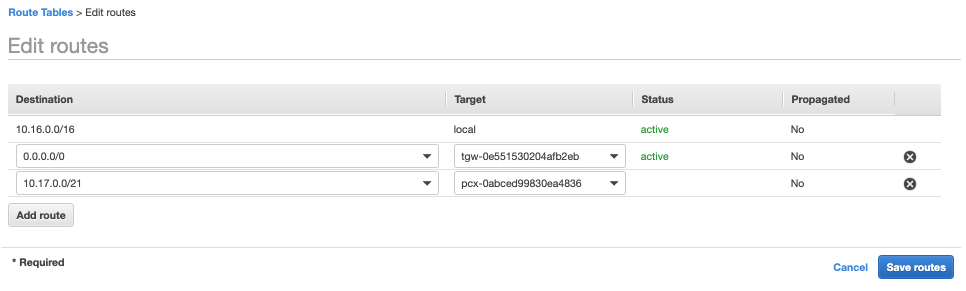 Route Tables > Edit routes
Edit routes
Destination Target Status Propagated
10.16.0.0/16 local active No
0.0.0.0/0 tgw-0e551530204afb2eb active No
10.17.0.0/21 pcx-0abced99830ea4836 No
Add route
* Required
Cancel Save routes